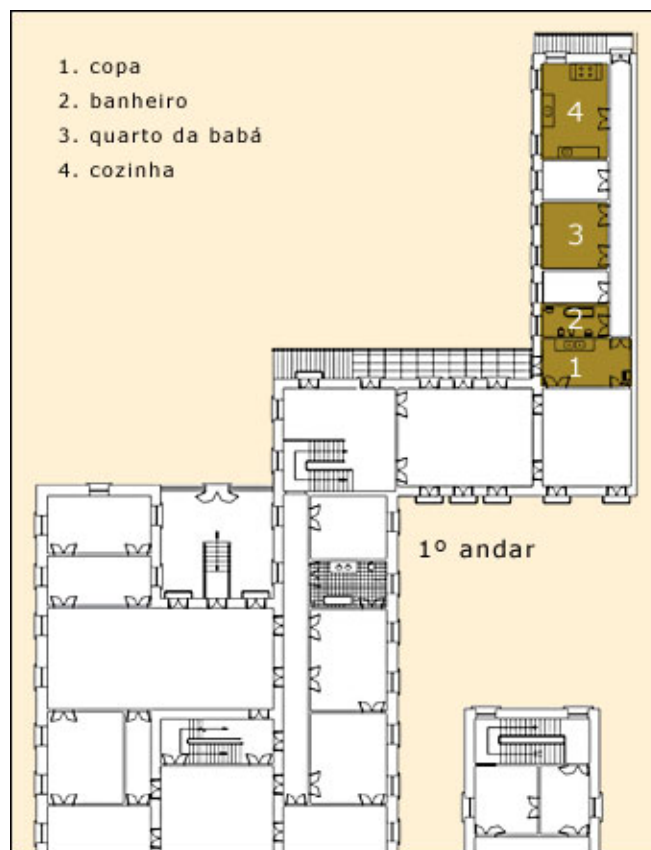 1. copa
2. banheiro
3. quarto da babá
4. cozinha
4
3
2
1
1º andar